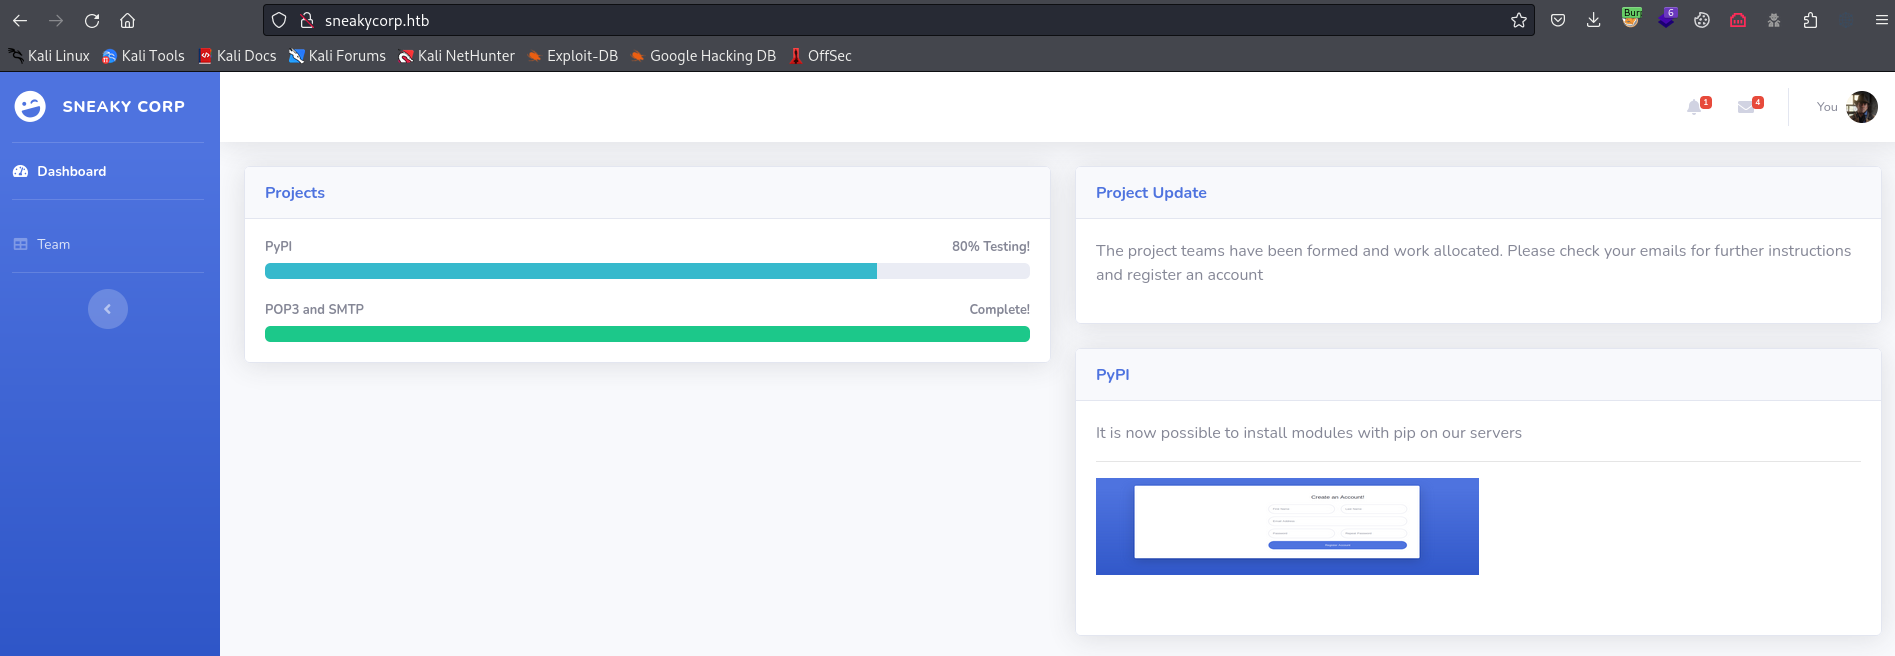 sneakycorp.htb
Bur
6
Kali Linux
Kali Tools
Kali Docs
Kali Forums
Kali NetHunter
Exploit-DB
Google Hacking DB
OffSec
SNEAKY CORP
1
4
You
Dashboard
Team
Projects
PyPI
80% Testing!
POP3 and SMTP
Complete!
Project Update
The project teams have been formed and work allocated. Please check your emails for further instructions
and register an account
PyPI
It is now possible to install modules with pip on our servers
Create an Account!